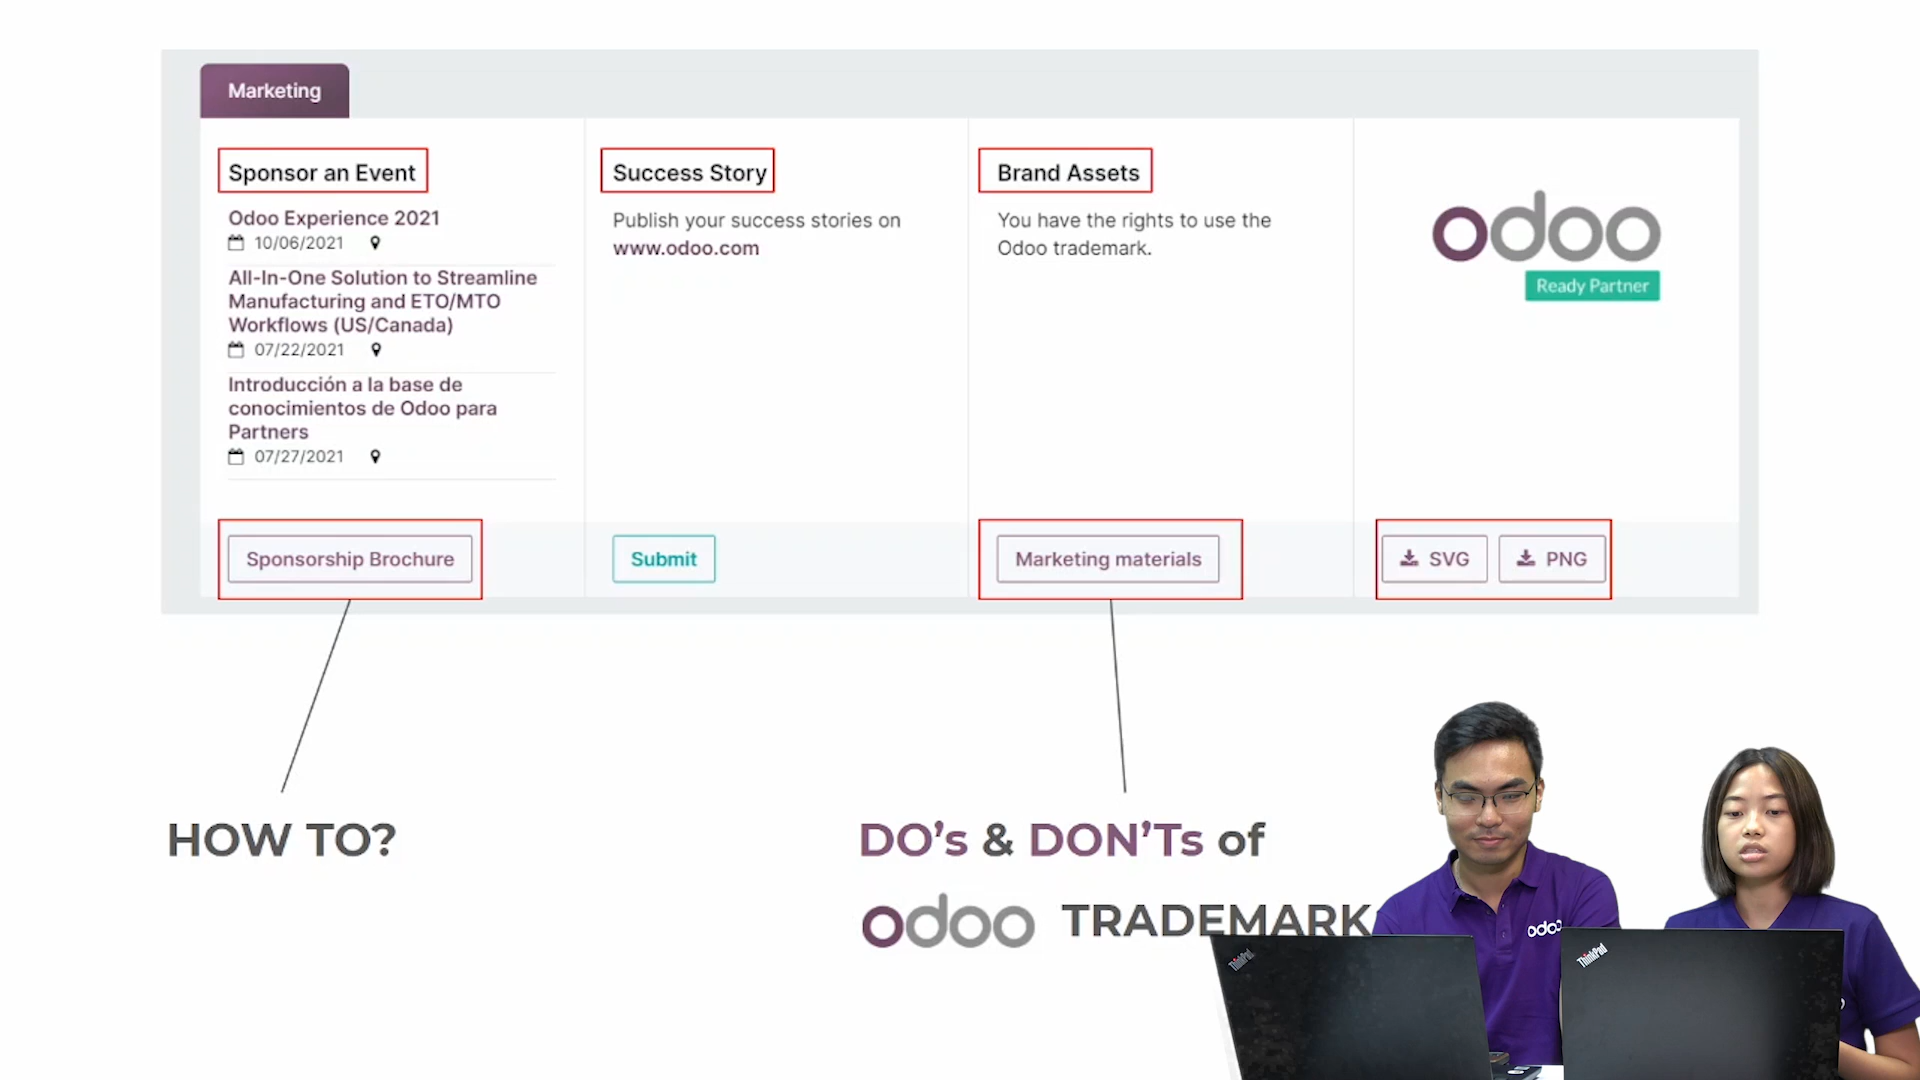 Marketing
Sponsor an Event
Odoo Experience 2021
10/06/2021
All-In-One Solution to Streamline
Manufacturing and ETO/MTO
Workflows (US/Canada)
07/22/2021
Introducción a la base de
conocimientos de Odoo para
Partners
07/27/2021
Sponsorship Brochure
Success Story
Publish your success stories on
www.odoo.com
Submit
Brand Assets
You have the rights to use the
Odoo trademark.
Marketing materials
odoo
Ready Partner
SVG
PNG
HOW TO?
DO's & DON'Ts of
odoo TRADEMARK
odoo
ThinkPad
ThinkPad